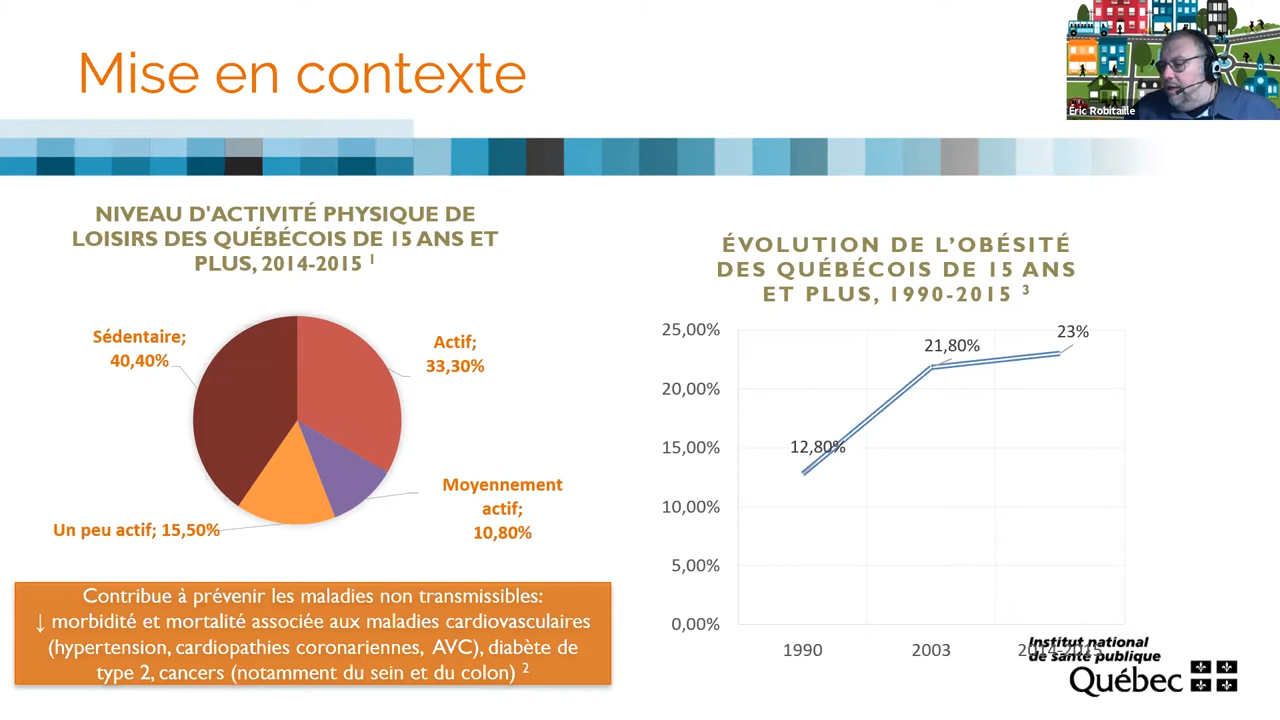 Mise en contexte
Éric Robitaille
NIVEAU D'ACTIVITÉ PHYSIQUE DE
LOISIRS DES QUÉBÉCOIS DE 15 ANS ET
PLUS, 2014-2015 1
Sédentaire;
40,40%
Actif;
33,30%
Moyennement
actif;
10,80%
Un peu actif; 15,50%
Contribue à prévenir les maladies non transmissibles:
↓ morbidité et mortalité associée aux maladies cardiovasculaires
(hypertension, cardiopathies coronariennes, AVC), diabète de
type 2, cancers (notamment du sein et du colon) 2
ÉVOLUTION DE L'OBÉSITÉ
DES QUÉBÉCOIS DE 15 ANS
ET PLUS, 1990-2015 3
25,00%
20,00%
15,00%
10,00%
5,00%
0,00%
12,80%
21,80%
23%
1990
2003
2014-2015
Institut national
de santé publique
Québec